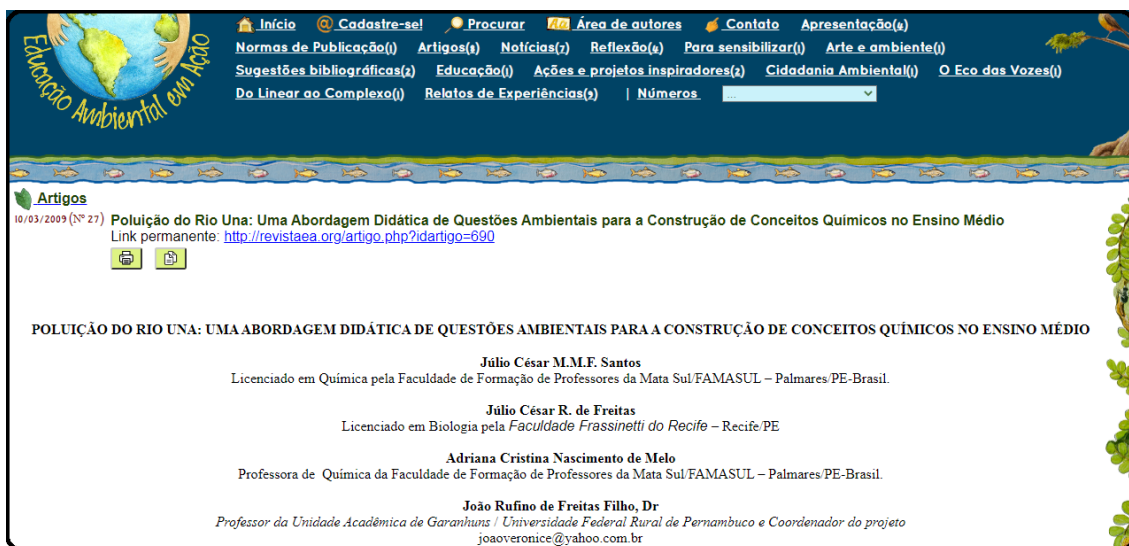 Educação Ambiental em Ação
Início @ Cadastre-se! Procurar Aa Área de autores Contato Apresentação(4)
Normas de Publicação(1) Artigos(8) Notícias(7) Reflexão(4) Para sensibilizar(1) Arte e ambiente(1)
Sugestões bibliográficas(2) Educação(1) Ações e projetos inspiradores(2) Cidadania Ambiental(1) O Eco das Vozes(1)
Do Linear ao Complexo(1) Relatos de Experiências(3) | Números ...
Artigos
10/03/2009 (Nº 27) Poluição do Rio Una: Uma Abordagem Didática de Questões Ambientais para a Construção de Conceitos Químicos no Ensino Médio
Link permanente: http://revistaea.org/artigo.php?idartigo=690
POLUIÇÃO DO RIO UNA: UMA ABORDAGEM DIDÁTICA DE QUESTÕES AMBIENTAIS PARA A CONSTRUÇÃO DE CONCEITOS QUÍMICOS NO ENSINO MÉDIO
Júlio César M.M.F. Santos
Licenciado em Química pela Faculdade de Formação de Professores da Mata Sul/FAMASUL – Palmares/PE-Brasil.
Júlio César R. de Freitas
Licenciado em Biologia pela Faculdade Frassinetti do Recife – Recife/PE
Adriana Cristina Nascimento de Melo
Professora de Química da Faculdade de Formação de Professores da Mata Sul/FAMASUL – Palmares/PE-Brasil.
João Rufino de Freitas Filho, Dr
Professor da Unidade Acadêmica de Garanhuns / Universidade Federal Rural de Pernambuco e Coordenador do projeto
joaoveronice@yahoo.com.br